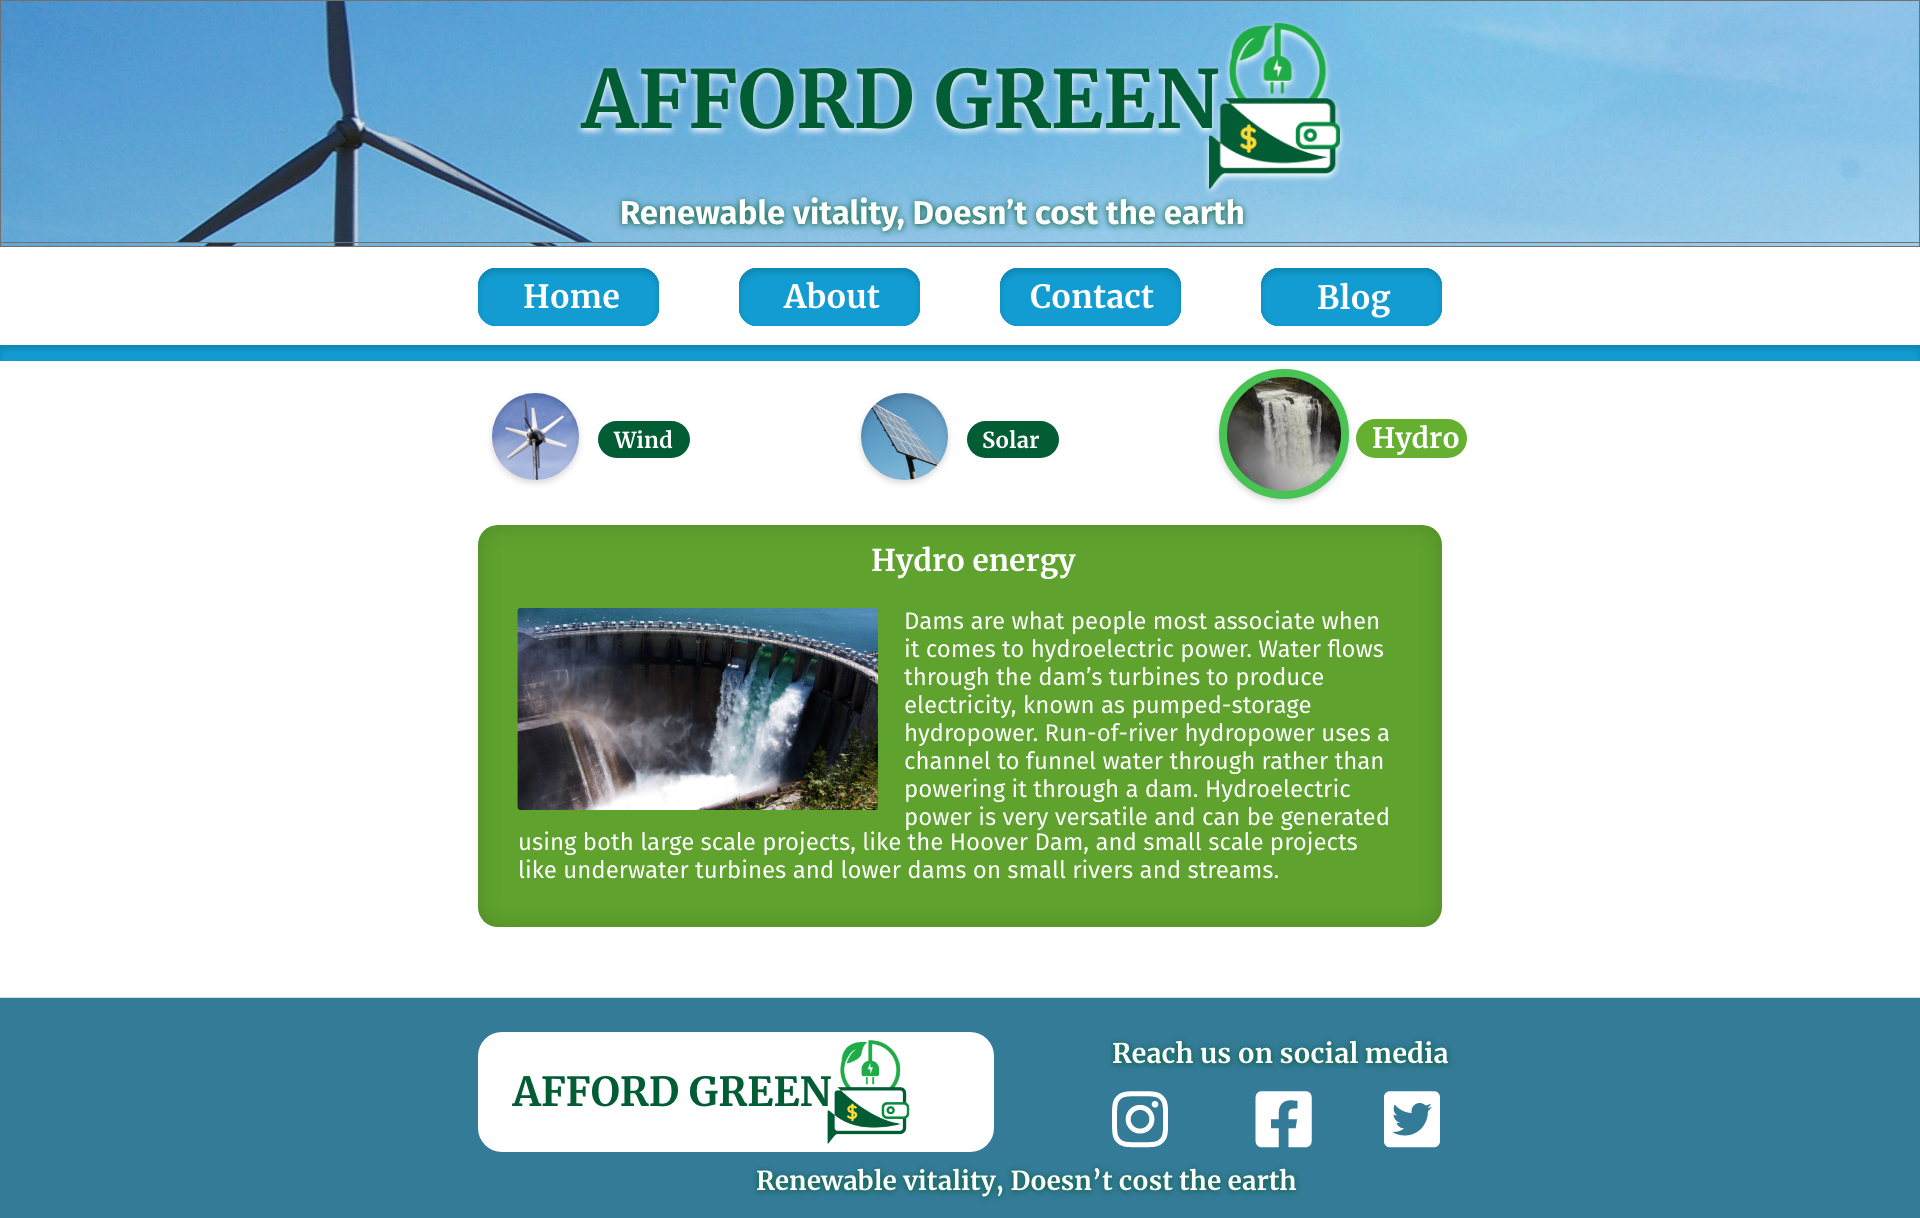 AFFORD GREEN
$
Renewable vitality, Doesn’t cost the earth
Home
About
Contact
Blog
Wind
Solar
Hydro
Hydro energy
Dams are what people most associate when
it comes to hydroelectric power. Water flows
through the dam’s turbines to produce
electricity, known as pumped-storage
hydropower. Run-of-river hydropower uses a
channel to funnel water through rather than
powering it through a dam. Hydroelectric
power is very versatile and can be generated
using both large scale projects, like the Hoover Dam, and small scale projects
like underwater turbines and lower dams on small rivers and streams.
AFFORD GREEN
$
Reach us on social media
Renewable vitality, Doesn’t cost the earth